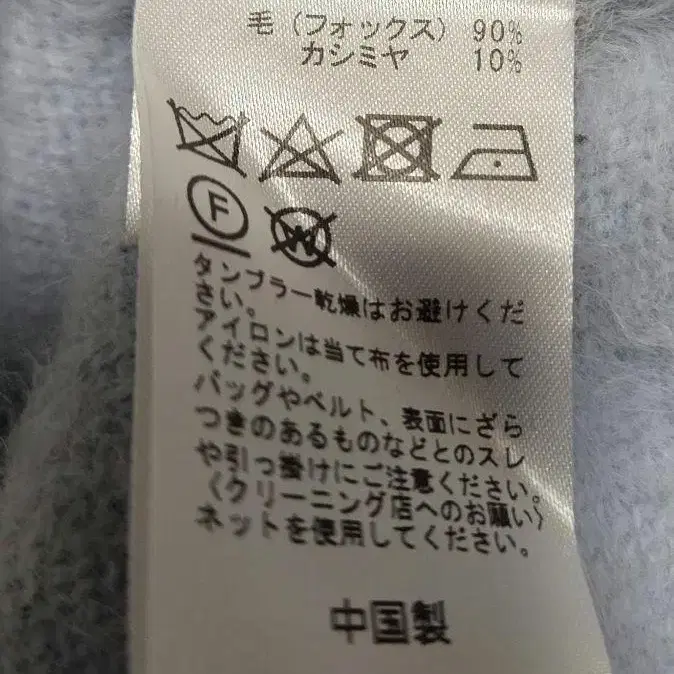 毛（フォックス） 90%
カシミヤ 10%
F
W
タンブラー乾燥はお避けくだ
さい。
アイロンは当て布を使用して
ください。
バッグやベルト、表面にざら
つきのあるものなどとのスレ
や引っ掛けにご注意ください。
〈クリーニング店へのお願い〉
ネットを使用してください。
中国製